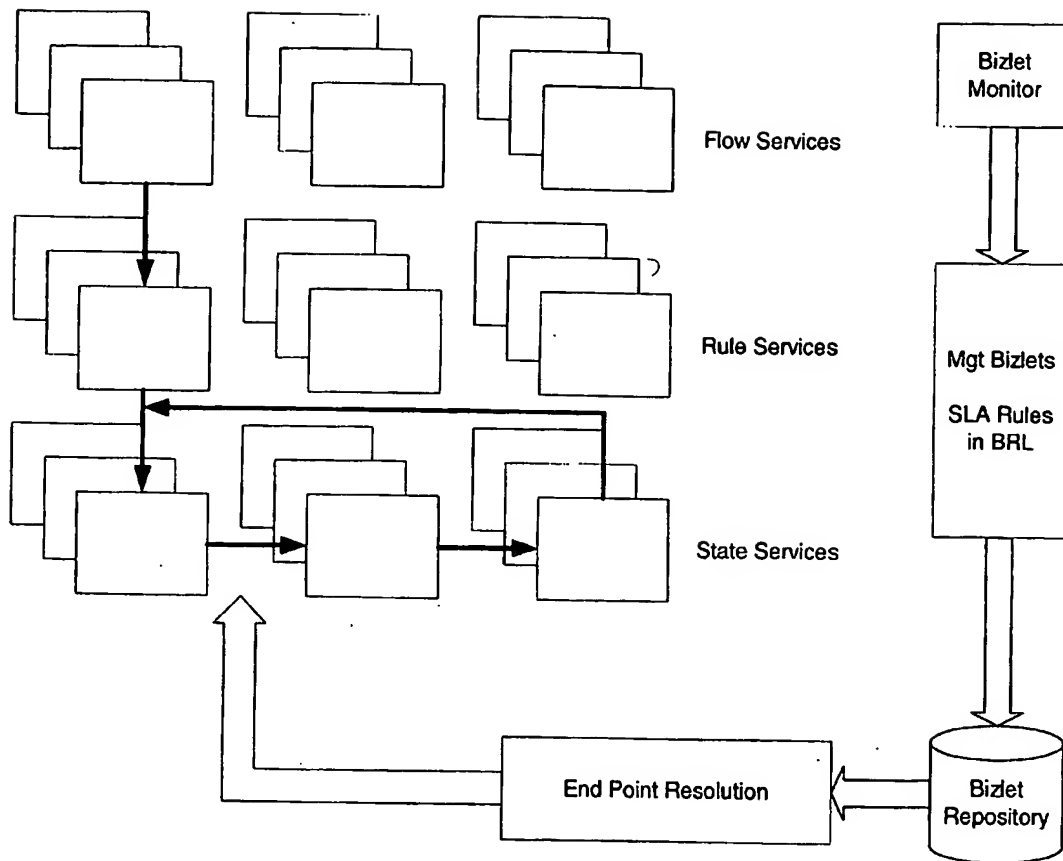 Bizlet
Monitor
Flow Services
Rule Services
Mgt Bizlets
SLA Rules
in BRL
State Services
End Point Resolution
Bizlet
Repository